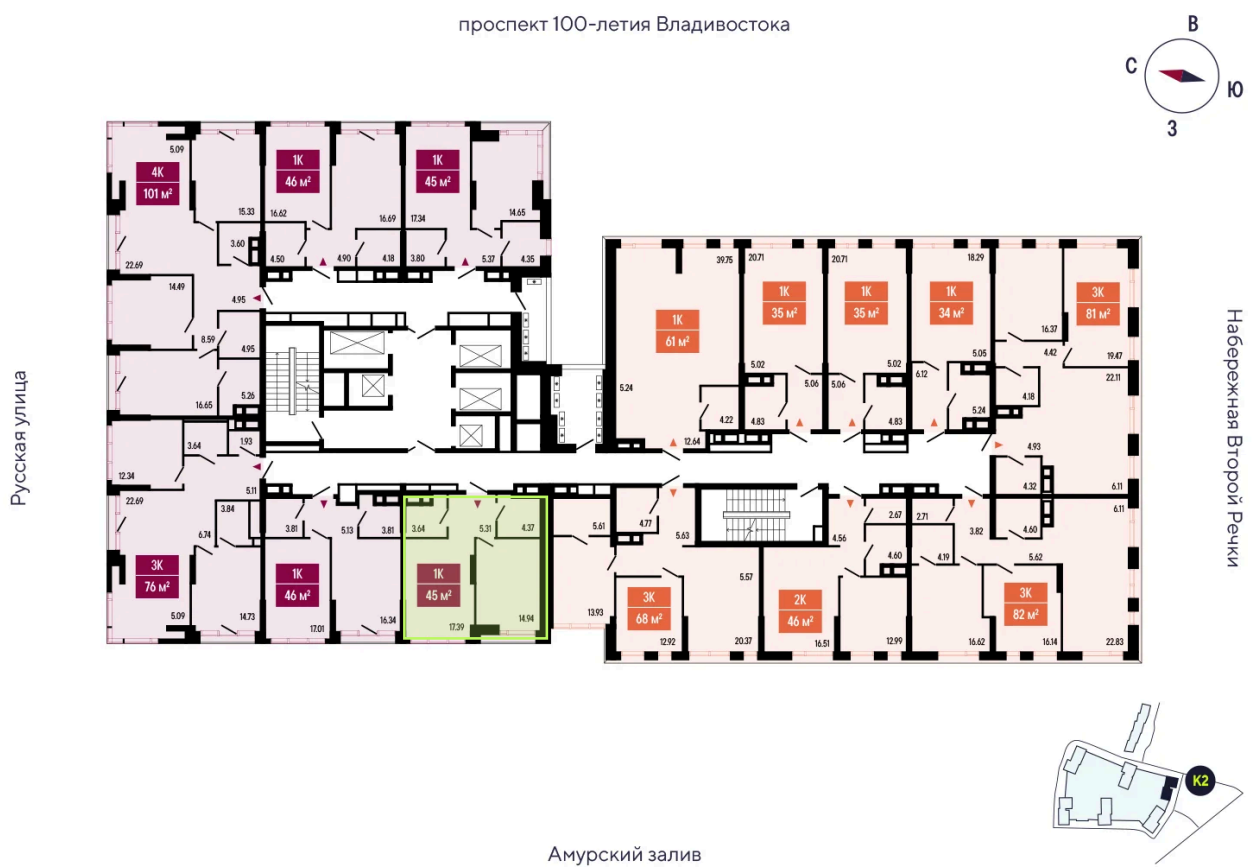 проспект 100-летия Владивостока
В
С
Ю
З
5.09
4К
101 м²
15.33
3.60
22.69
1К
46 м²
16.62
16.69
4.50
4.90
4.18
1К
45 м²
17.34
14.65
3.80
5.37
4.35
14.49
4.95
8.59
4.95
16.65
5.26
39.75
1К
61 м²
5.24
4.22
12.64
20.71
1К
35 м²
5.02
5.06
4.83
20.71
1К
35 м²
5.02
5.06
4.83
18.29
1К
34 м²
5.05
6.12
5.24
3К
81 м²
16.37
4.42
19.47
22.11
4.18
4.93
4.32
6.11
Русская улица
Набережная Второй Речки
3.64
1.93
12.34
5.11
22.69
3.84
6.74
3К
76 м²
5.09
14.73
3.81
5.13
3.81
1К
46 м²
17.01
16.34
3.64
5.31
4.37
1К
45 м²
17.39
14.94
5.61
4.77
5.63
5.57
3К
68 м²
13.93
12.92
20.37
2.67
4.56
4.60
2К
46 м²
16.51
12.99
2.71
3.82
4.60
6.11
4.19
5.62
3К
82 м²
16.62
16.14
22.83
К2
Амурский залив